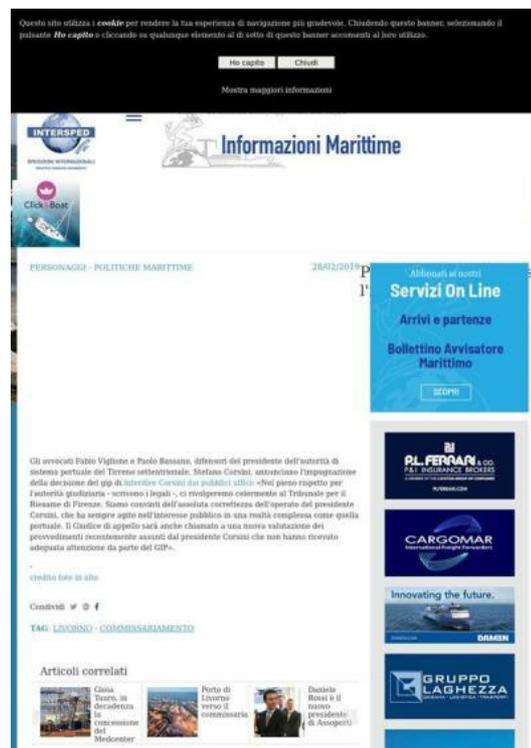 Questo sito utilizza i cookie per rendere la tua esperienza di navigazione più gradevole. Chiudendo questo banner, selezionando il
pulsante Ho capito o cliccando su qualunque elemento al di sotto di questo banner acconsenti al loro utilizzo.
Ho capito
Chiudi
Mostra maggiori informazioni
INTERSPED
SPEDIZIONI INTERNAZIONALI
Informazioni Marittime
Click&Boat
PERSONAGGI - POLITICHE MARITTIME
28/02/2019
P
l'
Abbonati ai nostri
Servizi On Line
Arrivi e partenze
Bollettino Avvisatore
Marittimo
SCOPRI
Gli avvocati Fabio Viglione e Paolo Bassano, difensori del presidente dell'autorità di
sistema portuale del Tirreno settentrionale, Stefano Corsini, annunciano l'impugnazione
della decisione del gip di interdire Corsini dai pubblici uffici: «Nel pieno rispetto per
l'autorità giudiziaria - scrivono i legali -, ci rivolgeremo celermente al Tribunale per il
Riesame di Firenze. Siamo convinti dell'assoluta correttezza dell'operato del presidente
Corsini, che ha sempre agito nell'interesse pubblico in una realtà complessa come quella
portuale. Il Giudice di appello sarà anche chiamato a una nuova valutazione dei
provvedimenti recentemente assunti dal presidente Corsini che non hanno ricevuto
adeguata attenzione da parte del GIP».
-
credito foto in alto
Condividi
TAG: LIVORNO - COMMISSARIAMENTO
Articoli correlati
Gioia
Tauro, in
decadenza
la
concessione
del
Medcenter
Porto di
Livorno
verso il
commissaria
Daniele
Rossi è il
nuovo
presidente
di Assoporti
P.L. FERRARI & CO.
P&I INSURANCE BROKERS
PLFERRARI.COM
CARGOMAR
International Freight Forwarders
Innovating the future.
DAMEN
GRUPPO
LAGHEZZA